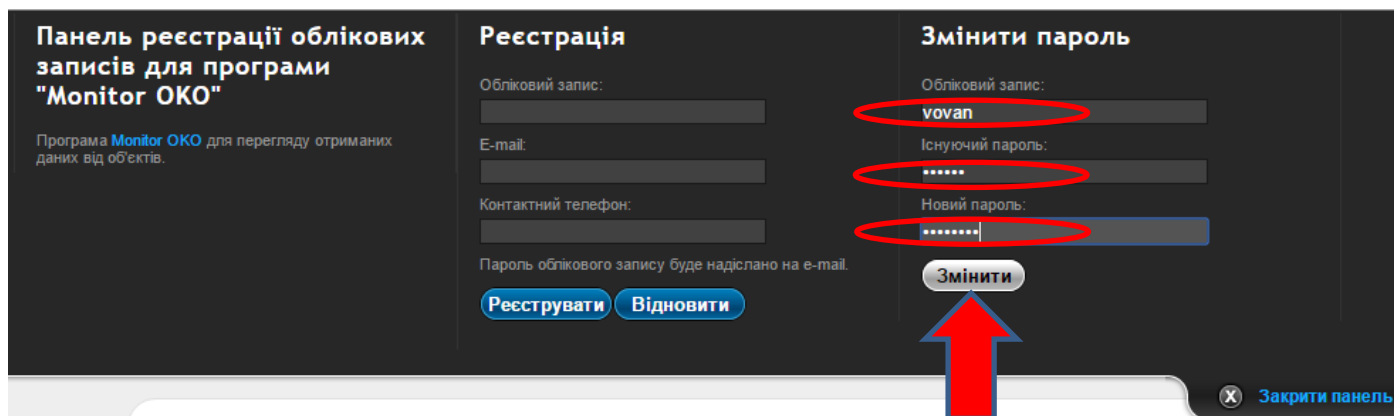 Панель реєстрації облікових
записів для програми
"Monitor OKO"
Програма Monitor OKO для перегляду отриманих
даних від об'єктів.
Реєстрація
Обліковий запис:
E-mail:
Контактний телефон:
Пароль облікового запису буде надіслано на e-mail.
Реєструвати Відновити
Змінити пароль
Обліковий запис:
vovan
Існуючий пароль:
••••••
Новий пароль:
••••••••
Змінити
X Закрити панель